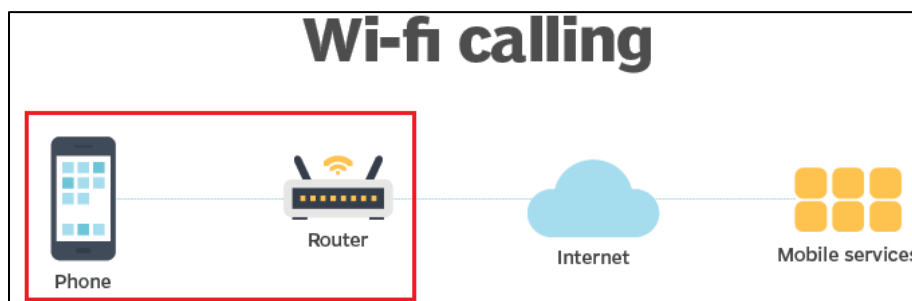 Wi-fi calling
Phone
Router
Internet
Mobile services